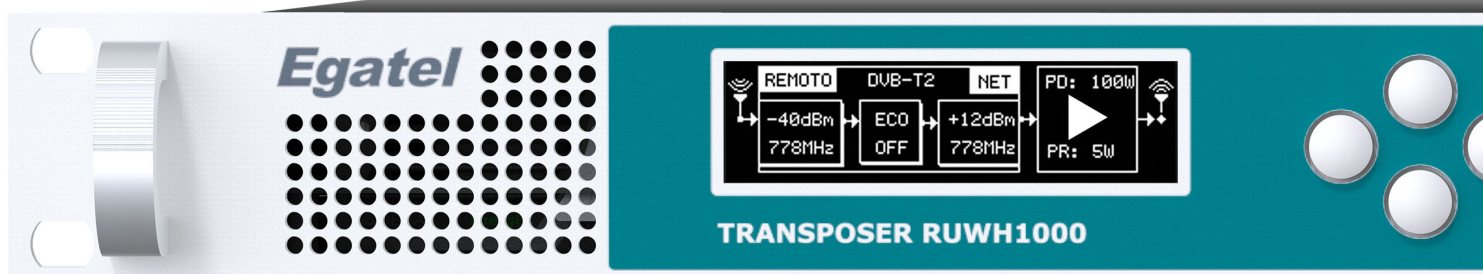 Egatel
REMOTO DVB-T2 NET PD: 100W
-40dBm ECO +12dBm
778MHz OFF 778MHz PR: 5W
TRANSPOSER RUWH1000